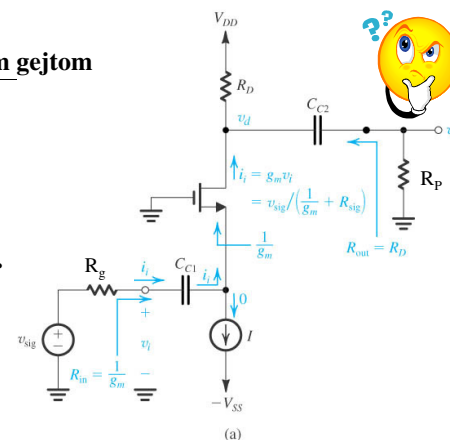 m gejtom
V_DD
R_D
C_C2
v_d
i_i = g_m v_i
= v_sig/(1/g_m + R_sig)
R_P
R_out = R_D
1/g_m
R_g
i_i
C_C1
i_i
0
+
v_sig
v_i
I
R_in = 1/g_m
−
-V_SS
(a)